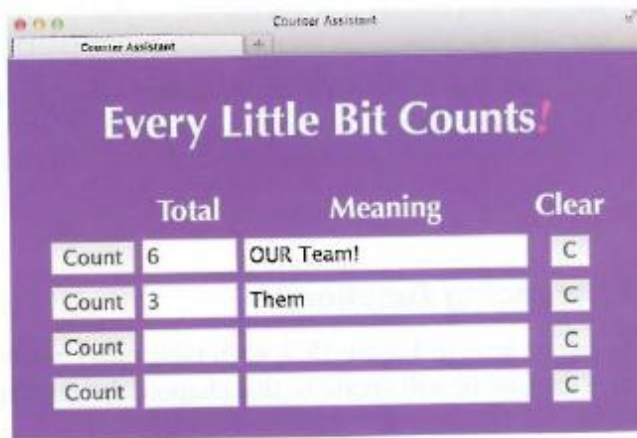 Counter Assistant
Counter Assistant
Every Little Bit Counts!
Total Meaning Clear
Count 6 OUR Team! C
Count 3 Them C
Count C
Count C